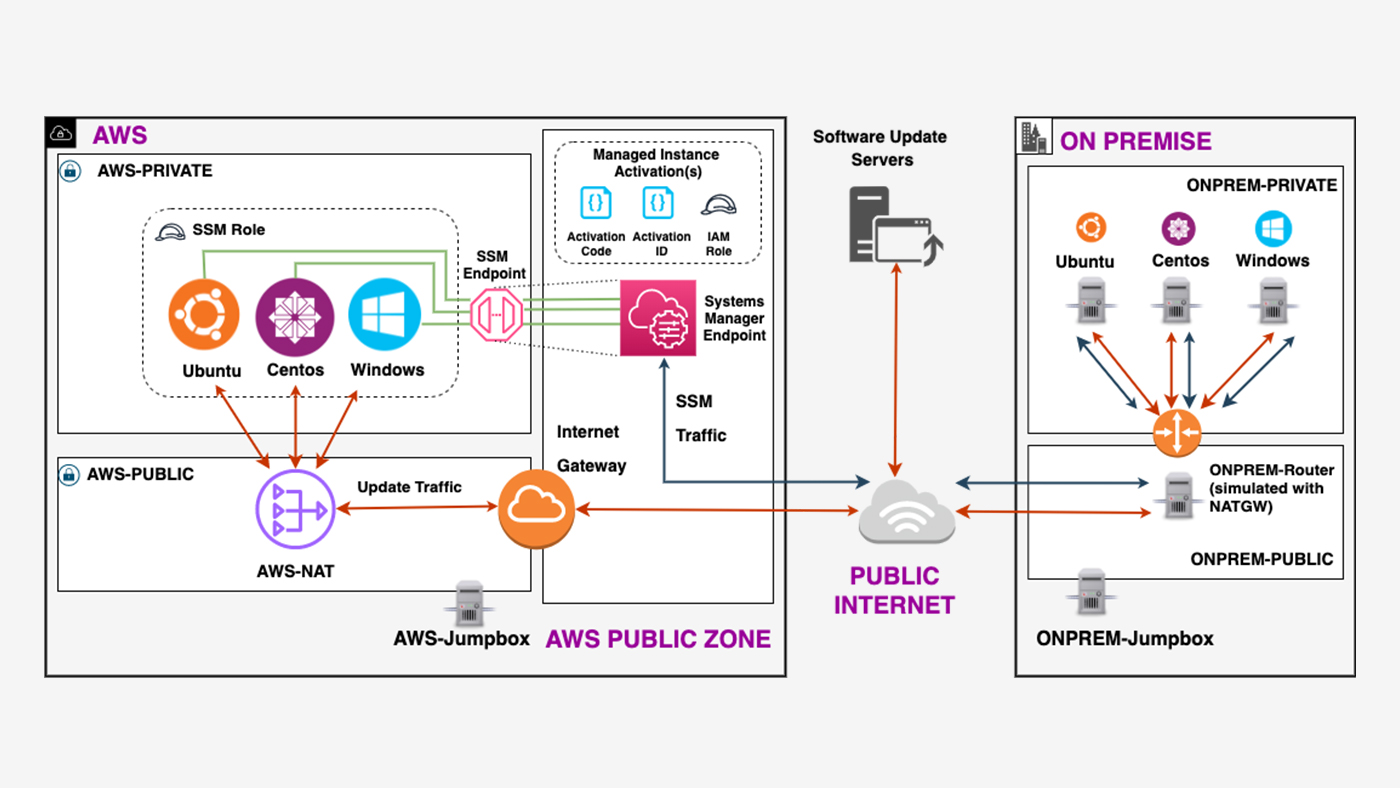 AWS
AWS-PRIVATE
SSM Role
Ubuntu
Centos
Windows
SSM
Endpoint
Managed Instance
Activation(s)
{}
{}
Activation
Code
Activation
ID
IAM
Role
Systems
Manager
Endpoint
SSM
Traffic
Internet
Gateway
AWS-PUBLIC
Update Traffic
AWS-NAT
AWS-Jumpbox
AWS PUBLIC ZONE
Software Update
Servers
PUBLIC
INTERNET
ON PREMISE
ONPREM-PRIVATE
Ubuntu
Centos
Windows
ONPREM-Router
(simulated with
NATGW)
ONPREM-PUBLIC
ONPREM-Jumpbox